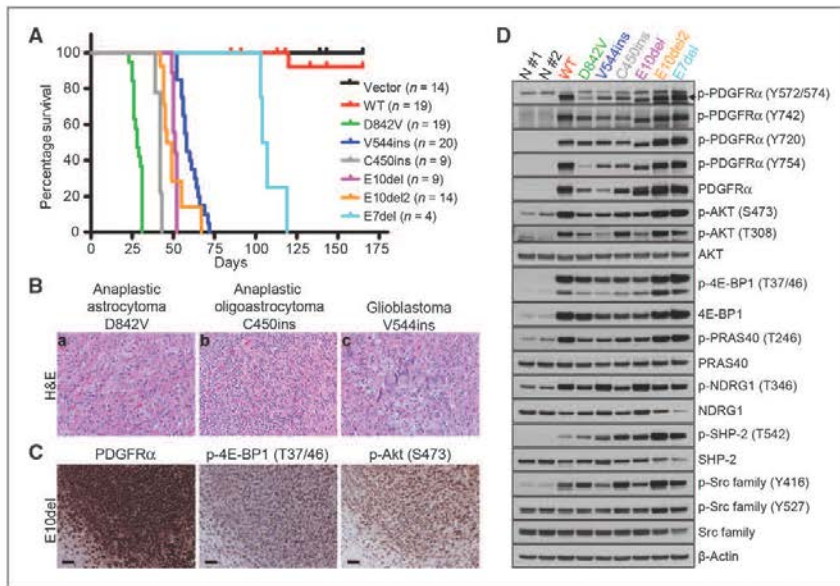 A
Percentage survival
100
80
60
40
20
0
0 25 50 75 100 125 150 175
Days
Vector (n = 14)
WT (n = 19)
D842V (n = 19)
V544ins (n = 20)
C450ins (n = 9)
E10del (n = 9)
E10del2 (n = 14)
E7del (n = 4)
B
Anaplastic
astrocytoma
D842V
Anaplastic
oligoastrocytoma
C450ins
Glioblastoma
V544ins
H&E
a
b
c
C
PDGFRα
p-4E-BP1 (T37/46)
p-Akt (S473)
E10del
D
N #1
N #2
WT
D842V
V544ins
C450ins
E10del
E10del2
E7del
p-PDGFRα (Y572/574)
p-PDGFRα (Y742)
p-PDGFRα (Y720)
p-PDGFRα (Y754)
PDGFRα
p-AKT (S473)
p-AKT (T308)
AKT
p-4E-BP1 (T37/46)
4E-BP1
p-PRAS40 (T246)
PRAS40
p-NDRG1 (T346)
NDRG1
p-SHP-2 (T542)
SHP-2
p-Src family (Y416)
p-Src family (Y527)
Src family
β-Actin